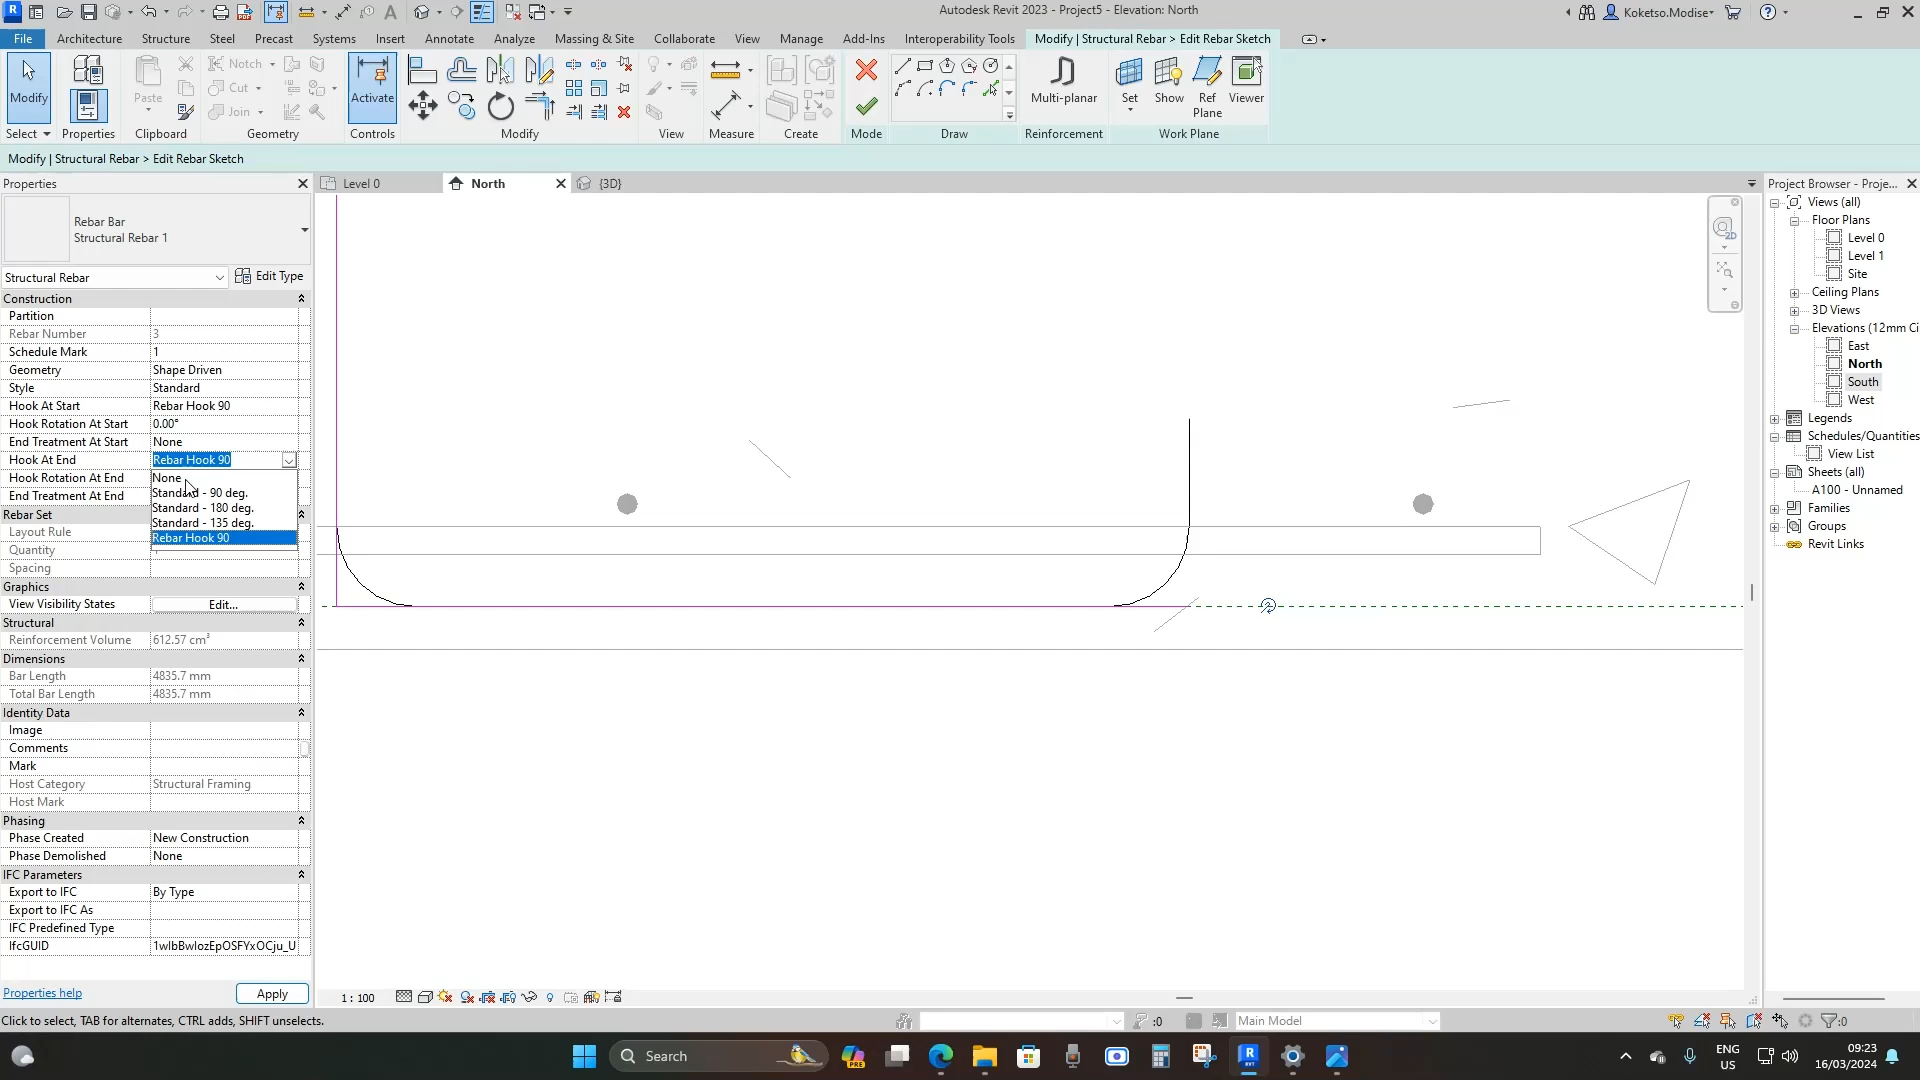 Autodesk Revit 2023 - Project5 - Elevation: North
Koketso.Modise
File
Architecture
Structure
Steel
Precast
Systems
Insert
Annotate
Analyze
Massing & Site
Collaborate
View
Manage
Add-Ins
Interoperability Tools
Modify | Structural Rebar > Edit Rebar Sketch
Modify
Paste
Notch
Cut
Join
Activate
Multi-planar
Set
Show
Ref
Plane
Viewer
Select
Properties
Clipboard
Geometry
Controls
Modify
View
Measure
Create
Mode
Draw
Reinforcement
Work Plane
Modify | Structural Rebar > Edit Rebar Sketch
Properties
Rebar Bar
Structural Rebar 1
Structural Rebar
Edit Type
Construction
Partition
Rebar Number 3
Schedule Mark 1
Geometry Shape Driven
Style Standard
Hook At Start Rebar Hook 90
Hook Rotation At Start 0.00°
End Treatment At Start None
Hook At End Rebar Hook 90
Hook Rotation At End None
Standard - 90 deg.
End Treatment At End
Standard - 180 deg.
Rebar Set
Standard - 135 deg.
Layout Rule
Rebar Hook 90
Quantity
Spacing
Graphics
View Visibility States Edit...
Structural
Reinforcement Volume 612.57 cm³
Dimensions
Bar Length 4835.7 mm
Total Bar Length 4835.7 mm
Identity Data
Image
Comments
Mark
Host Category Structural Framing
Host Mark
Phasing
Phase Created New Construction
Phase Demolished None
IFC Parameters
Export to IFC By Type
Export to IFC As
IFC Predefined Type
IfcGUID 1wIbBwIozEpOSFYxOCju_U
Properties help
Apply
Level 0
North
{3D}
2D
1 : 100
Project Browser - Proje...
Views (all)
Floor Plans
Level 0
Level 1
Site
Ceiling Plans
3D Views
Elevations (12mm Ci
East
North
South
West
Legends
Schedules/Quantities
View List
Sheets (all)
A100 - Unnamed
Families
Groups
Revit Links
Click to select, TAB for alternates, CTRL adds, SHIFT unselects.
:0
Main Model
:0
Search
PRE
ENG
US
09:23
16/03/2024